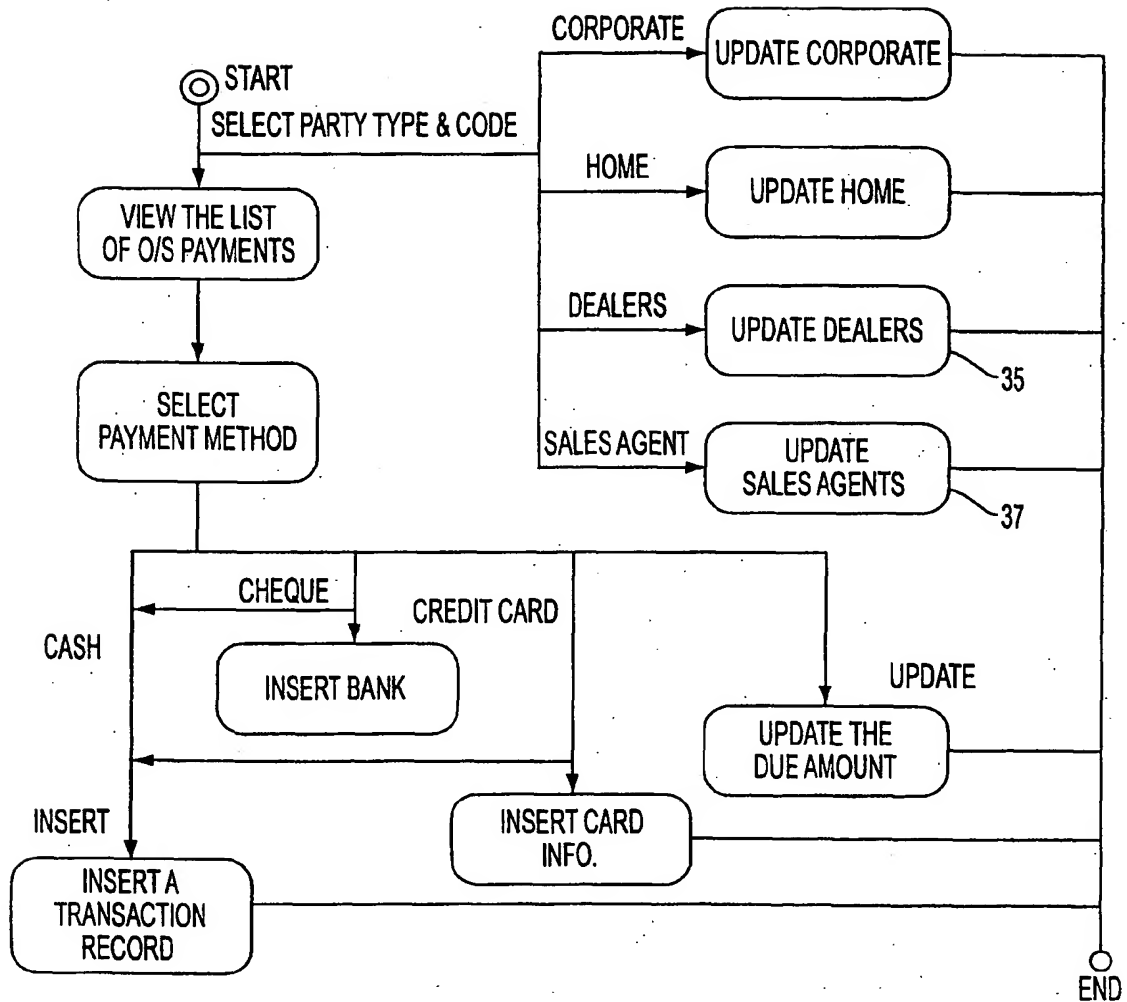 START
SELECT PARTY TYPE & CODE
VIEW THE LIST
OF O/S PAYMENTS
SELECT
PAYMENT METHOD
CORPORATE
UPDATE CORPORATE
HOME
UPDATE HOME
DEALERS
UPDATE DEALERS
35
SALES AGENT
UPDATE
SALES AGENTS
37
CASH
CHEQUE
INSERT BANK
CREDIT CARD
UPDATE
UPDATE THE
DUE AMOUNT
INSERT
INSERT CARD
INFO.
INSERT A
TRANSACTION
RECORD
END